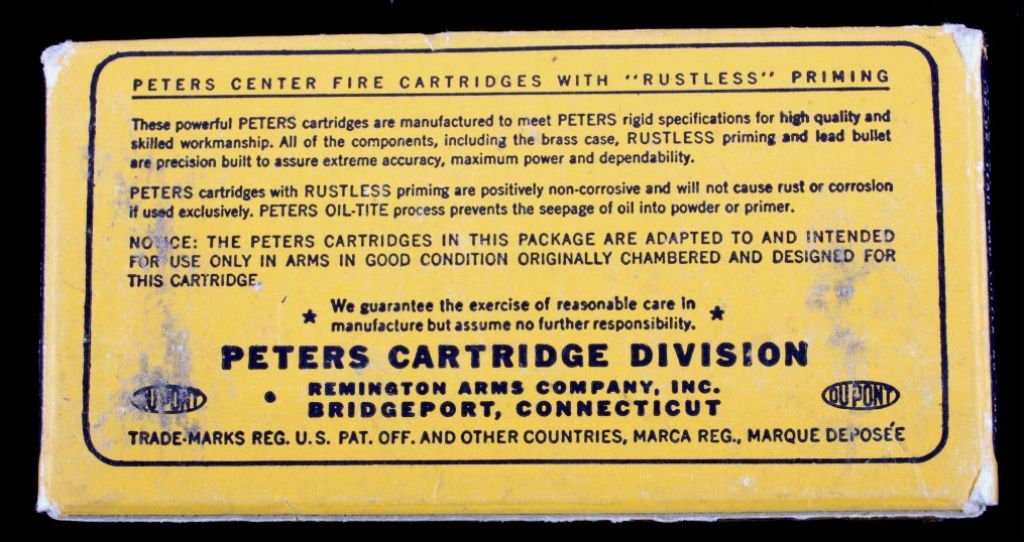 PETERS CENTER FIRE CARTRIDGES WITH "RUSTLESS" PRIMING
These powerful PETERS cartridges are manufactured to meet PETERS rigid specifications for high quality and
skilled workmanship. All of the components, including the brass case, RUSTLESS priming and lead bullet
are precision built to assure extreme accuracy, maximum power and dependability.
PETERS cartridges with RUSTLESS priming are positively non-corrosive and will not cause rust or corrosion
if used exclusively. PETERS OIL-TITE process prevents the seepage of oil into powder or primer.
NOTICE: THE PETERS CARTRIDGES IN THIS PACKAGE ARE ADAPTED TO AND INTENDED
FOR USE ONLY IN ARMS IN GOOD CONDITION ORIGINALLY CHAMBERED AND DESIGNED FOR
THIS CARTRIDGE.
We guarantee the exercise of reasonable care in
manufacture but assume no further responsibility.
PETERS CARTRIDGE DIVISION
REMINGTON ARMS COMPANY, INC.
BRIDGEPORT, CONNECTICUT
DU PONT
DU PONT
TRADE-MARKS REG. U.S. PAT. OFF. AND OTHER COUNTRIES, MARCA REG., MARQUE DEPOSÉE